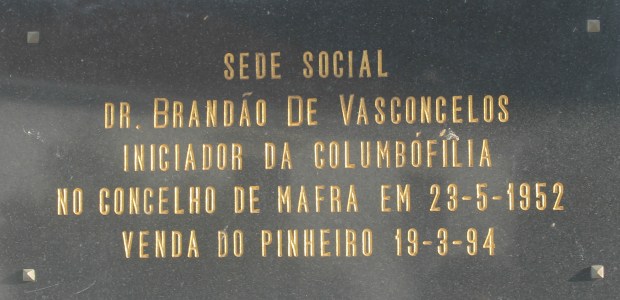 SEDE SOCIAL
DR. BRANDÃO DE VASCONCELOS
INICIADOR DA COLUMBÓFÍLIA
NO CONCELHO DE MAFRA EM 23-5-1952
VENDA DO PINHEIRO 19-3-94